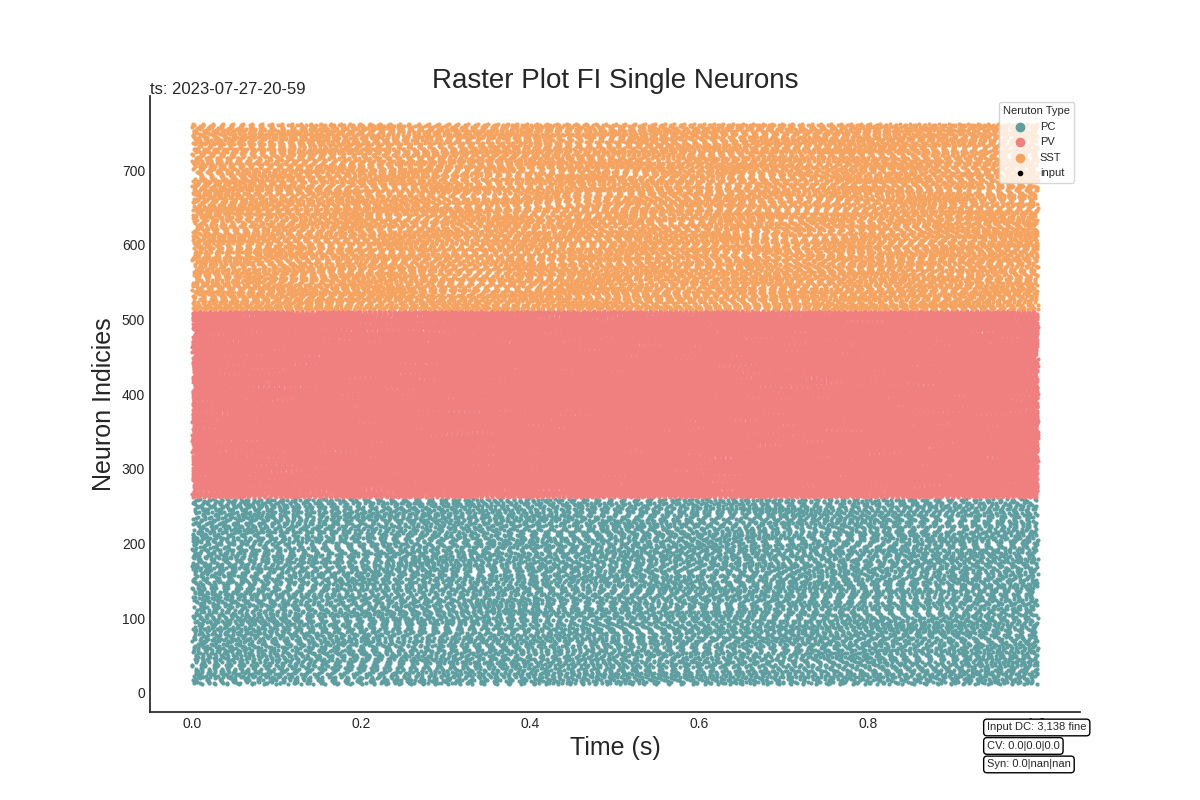 Raster Plot FI Single Neurons
ts: 2023-07-27-20-59
Neruton Type
PC
PV
SST
input
Neuron Indicies
700
600
500
400
300
200
100
0
0.0 0.2 0.4 0.6 0.8
Time (s)
Input DC: 3,138 fine
CV: 0.0|0.0|0.0
Syn: 0.0|nan|nan